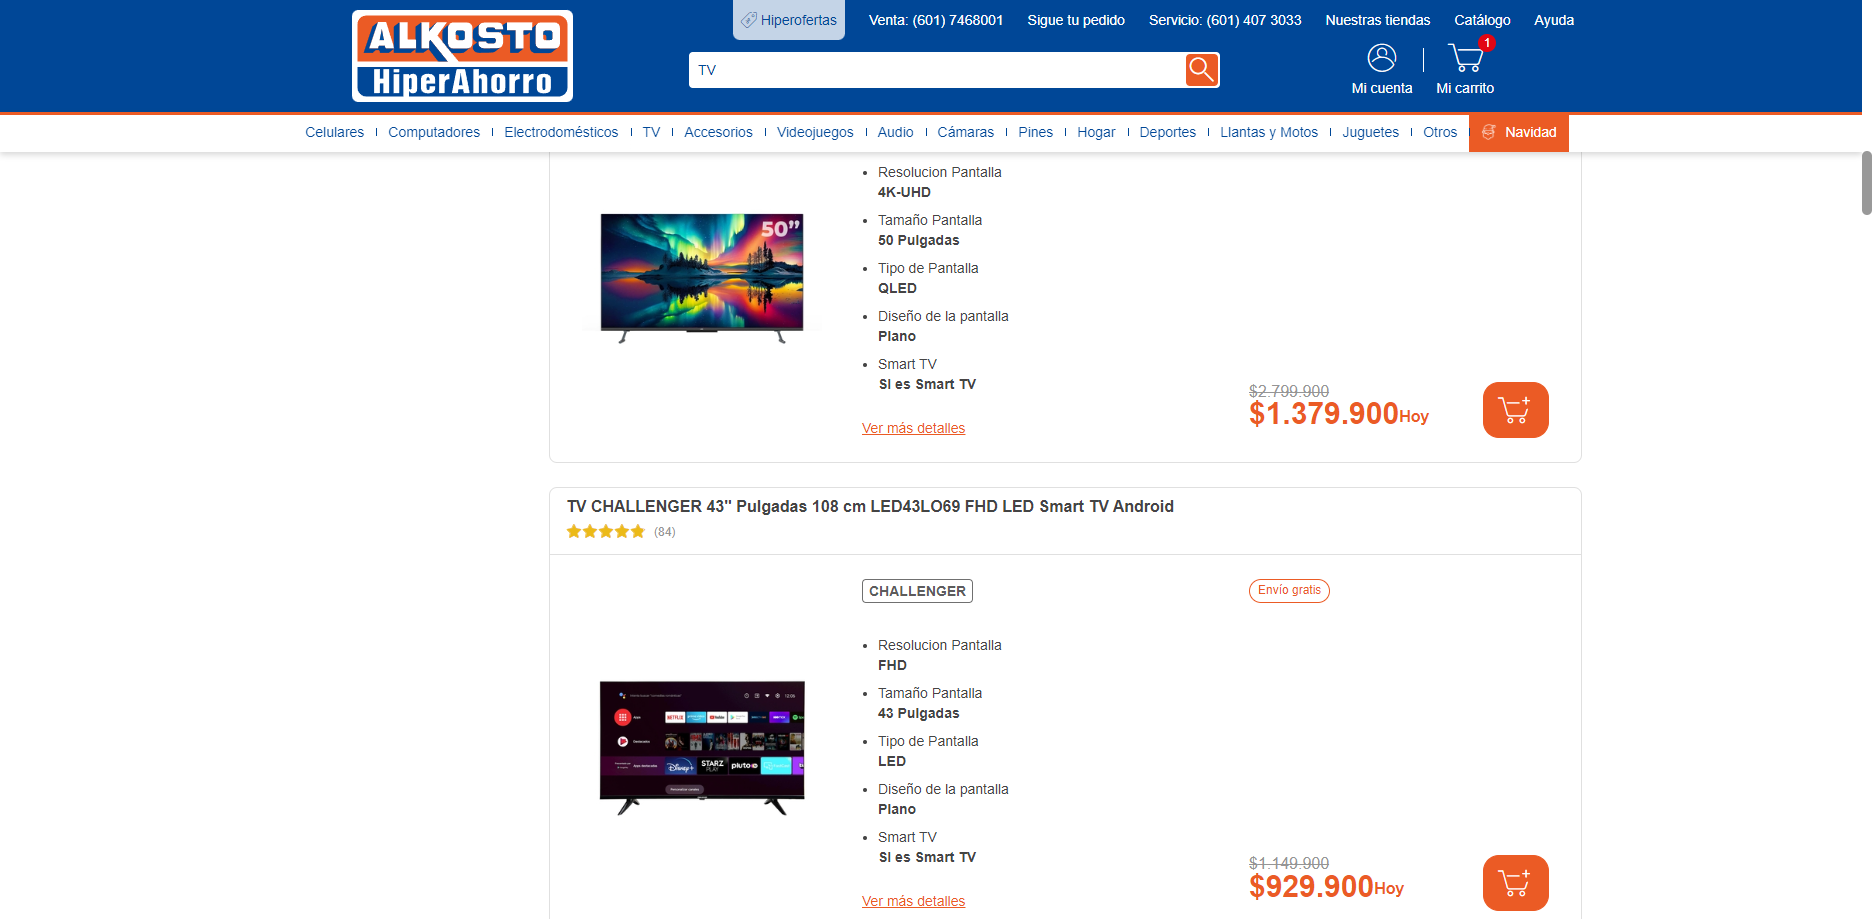 Hiperofertas
Venta: (601) 7468001
Sigue tu pedido
Servicio: (601) 407 3033
Nuestras tiendas
Catálogo
Ayuda
ALKOSTO
HiperAhorro
TV
Mi cuenta
1
Mi carrito
Celulares
Computadores
Electrodomésticos
TV
Accesorios
Videojuegos
Audio
Cámaras
Pines
Hogar
Deportes
Llantas y Motos
Juguetes
Otros
Navidad
50”
Resolucion Pantalla
4K-UHD
Tamaño Pantalla
50 Pulgadas
Tipo de Pantalla
QLED
Diseño de la pantalla
Plano
Smart TV
SI es Smart TV
Ver más detalles
$2.799.900
$1.379.900Hoy
TV CHALLENGER 43" Pulgadas 108 cm LED43LO69 FHD LED Smart TV Android
(84)
CHALLENGER
Envío gratis
Resolucion Pantalla
FHD
Tamaño Pantalla
43 Pulgadas
Tipo de Pantalla
LED
Diseño de la pantalla
Plano
Smart TV
SI es Smart TV
Ver más detalles
NETFLIX
YouTube
Disney+
STARZ
PLAY
pluto
$1.149.900
$929.900Hoy